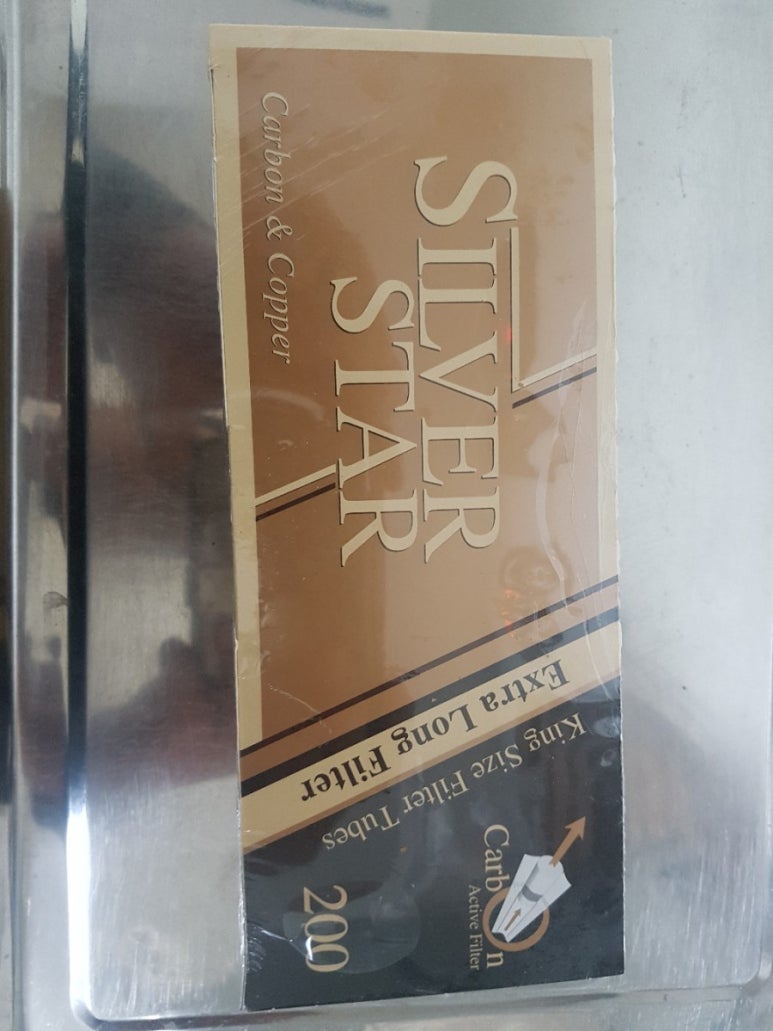 SILVER
STAR
Carbon & Copper
Extra Long Filter
King Size Filter Tubes
CarbOn
Active Filter
200